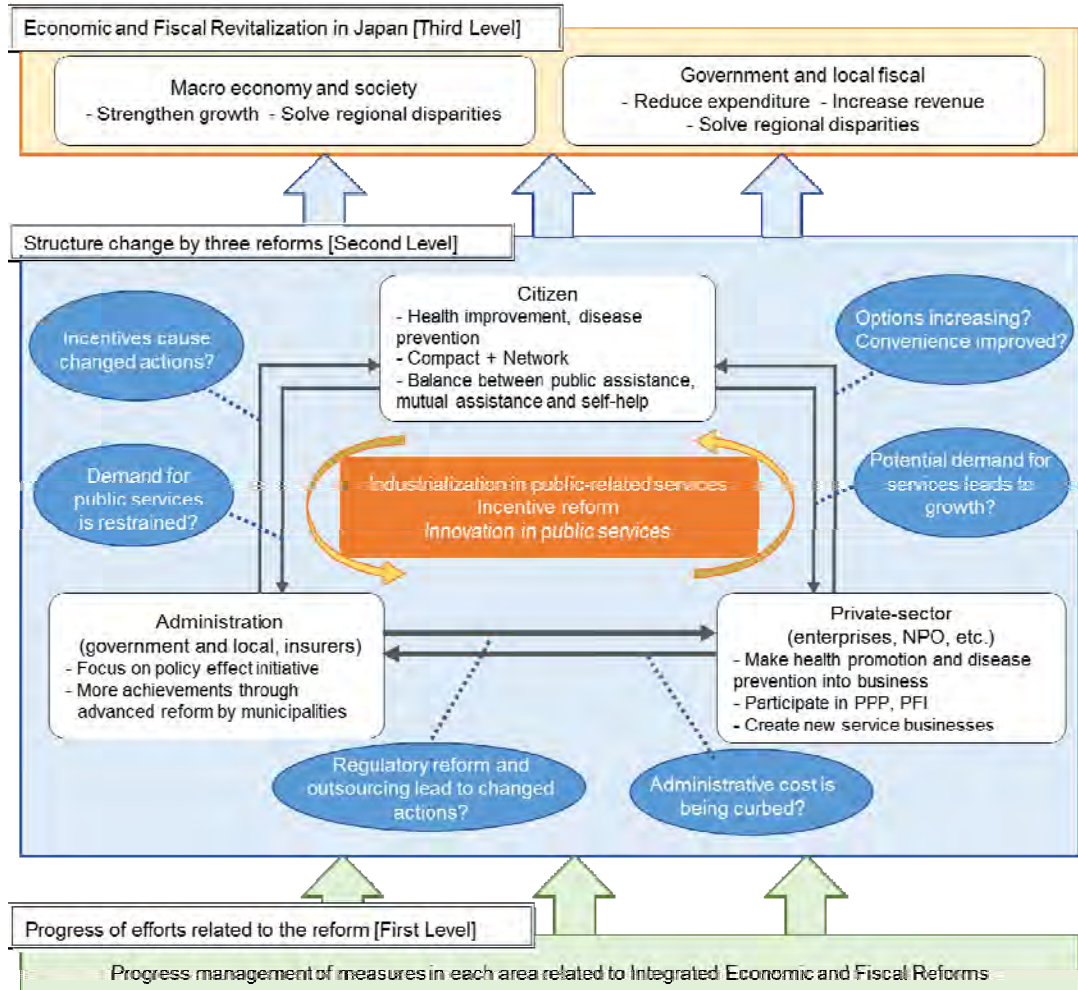 Economic and Fiscal Revitalization in Japan [Third Level]
Macro economy and society
- Strengthen growth - Solve regional disparities
Government and local fiscal
- Reduce expenditure - Increase revenue
- Solve regional disparities
Structure change by three reforms [Second Level]
Citizen
- Health improvement, disease
prevention
- Compact + Network
- Balance between public assistance,
mutual assistance and self-help
Incentives cause
changed actions?
Options increasing?
Convenience improved?
Demand for
public services
is restrained?
Industrialization in public-related services
Incentive reform
Innovation in public services
Potential demand for
services leads to
growth?
Administration
(government and local, insurers)
- Focus on policy effect initiative
- More achievements through
advanced reform by municipalities
Private-sector
(enterprises, NPO, etc.)
- Make health promotion and disease
prevention into business
- Participate in PPP, PFI
- Create new service businesses
Regulatory reform and
outsourcing lead to changed
actions?
Administrative cost is
being curbed?
Progress of efforts related to the reform [First Level]
Progress management of measures in each area related to Integrated Economic and Fiscal Reforms